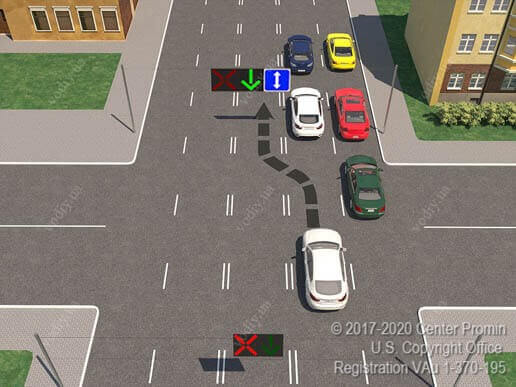 © 2017-2020 Center Promin
U.S. Copyright Office
Registration VAu 1-370-195